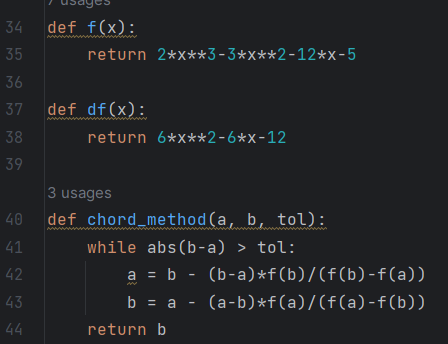 7 usages
34 def f(x):
35     return 2*x**3-3*x**2-12*x-5
36
37 def df(x):
38     return 6*x**2-6*x-12
39
3 usages
40 def chord_method(a, b, tol):
41     while abs(b-a) > tol:
42         a = b - (b-a)*f(b)/(f(b)-f(a))
43         b = a - (a-b)*f(a)/(f(a)-f(b))
44     return b